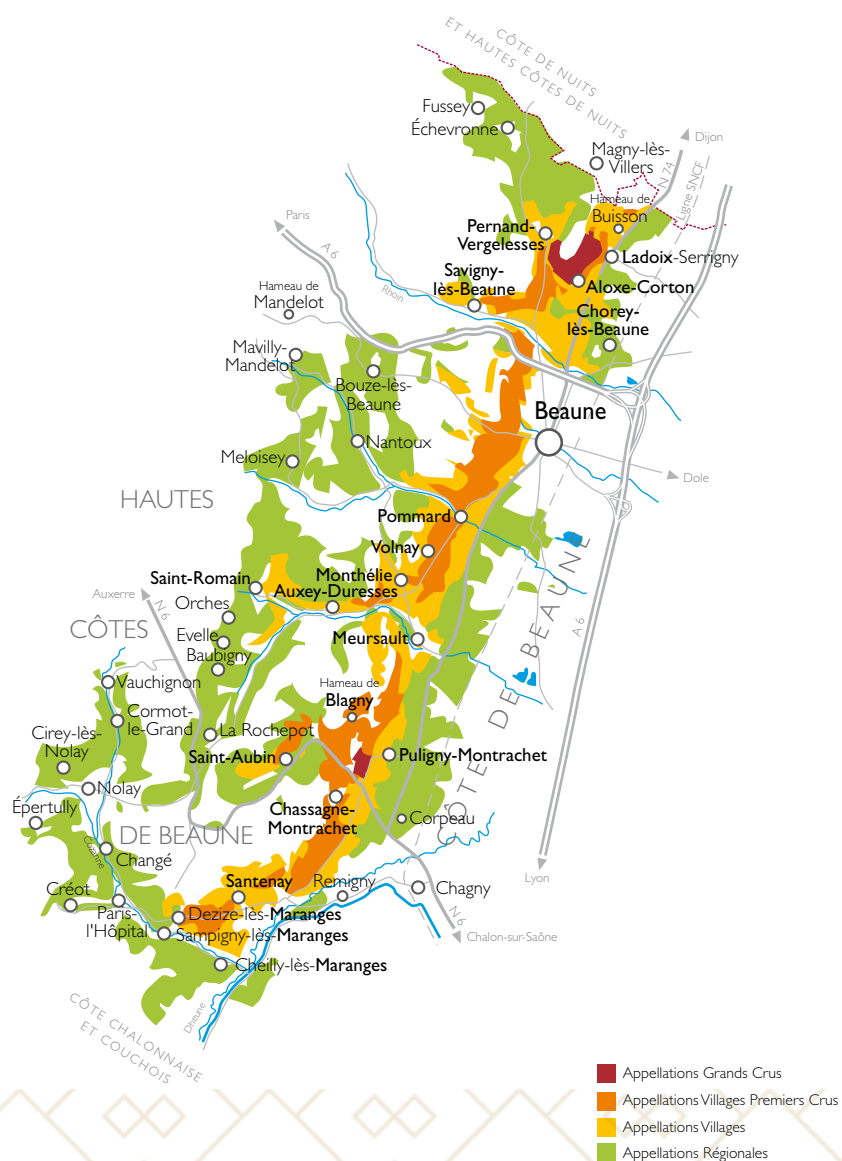 CÔTE DE NUITS
ET HAUTES CÔTES DE NUITS
Fussey
Échevronne
Dijon
Magny-lès-
Villers
N 74
Ligne SNCF
Hameau de
Buisson
Paris
A 6
Pernand-
Vergelesses
Ladoix-Serrigny
Savigny-
lès-Beaune
Aloxe-Corton
Rhoin
Hameau de
Mandelot
Chorey-
lès-Beaune
Mavilly-
Mandelot
Bouze-lès-
Beaune
Beaune
Nantoux
Meloisey
Dole
HAUTES
Pommard
Volnay
Saint-Romain
Monthélie
Auxey-Duresses
Auxerre
N 6
Orches
CÔTES
Evelle
Baubigny
Meursault
A 6
CÔTE DE BEAUNE
Hameau de
Blagny
Vauchignon
Cormot-
le-Grand
La Rochepot
Cirey-lès-
Nolay
Saint-Aubin
Puligny-Montrachet
Nolay
Épertully
Chassagne-
Montrachet
Corpeau
DE BEAUNE
Cozanne
Changé
Lyon
Créot
Santenay
Remigny
Chagny
Paris-
l'Hôpital
Dezize-lès-Maranges
Sampigny-lès-Maranges
N 6
Chalon-sur-Saône
Cheilly-lès-Maranges
Dheune
CÔTE CHALONNAISE
ET COUCHOIS
Appellations Grands Crus
Appellations Villages Premiers Crus
Appellations Villages
Appellations Régionales